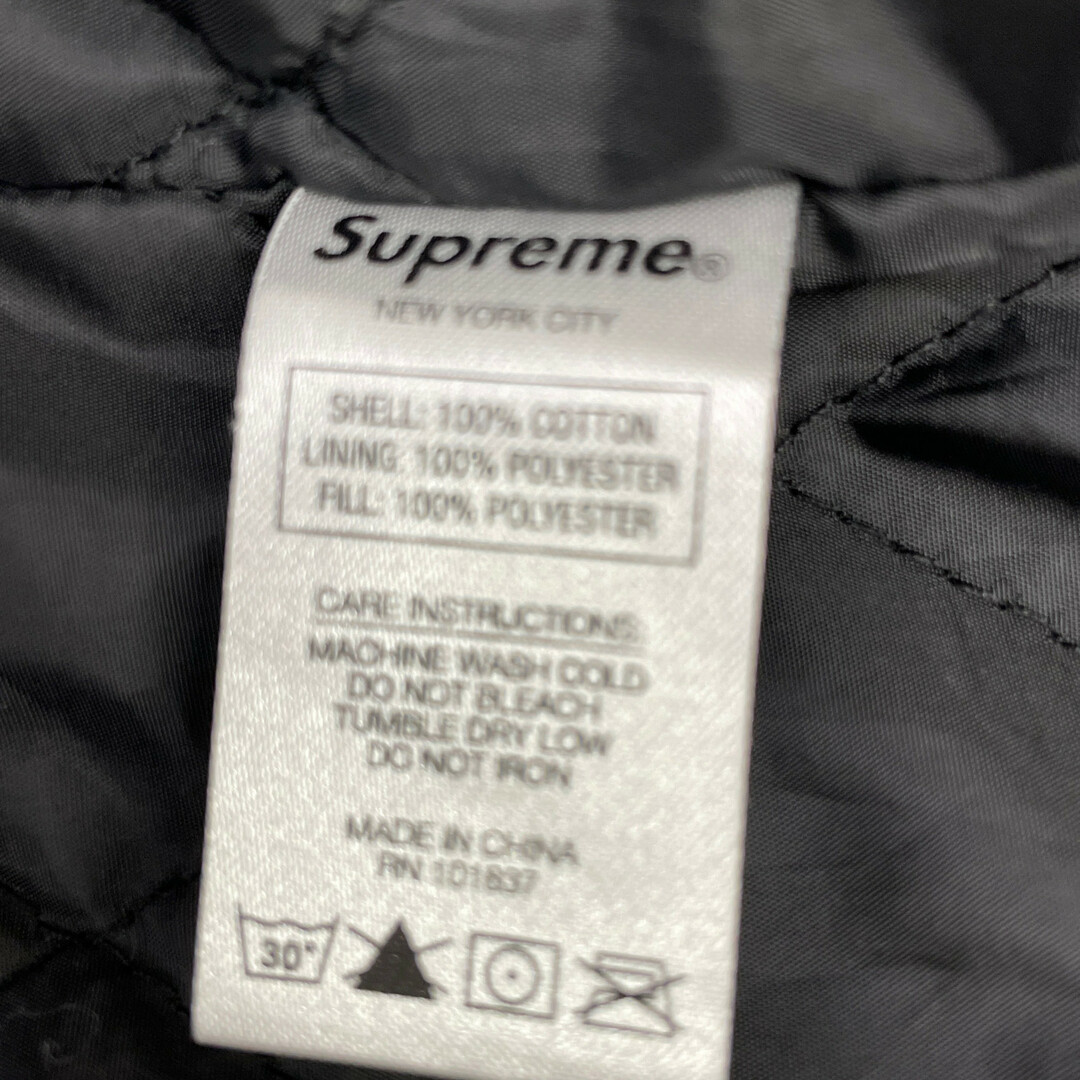 Supreme®
NEW YORK CITY
SHELL: 100% COTTON
LINING: 100% POLYESTER
FILL: 100% POLYESTER
CARE INSTRUCTIONS:
MACHINE WASH COLD
DO NOT BLEACH
TUMBLE DRY LOW
DO NOT IRON
MADE IN CHINA
RN 101837
30°